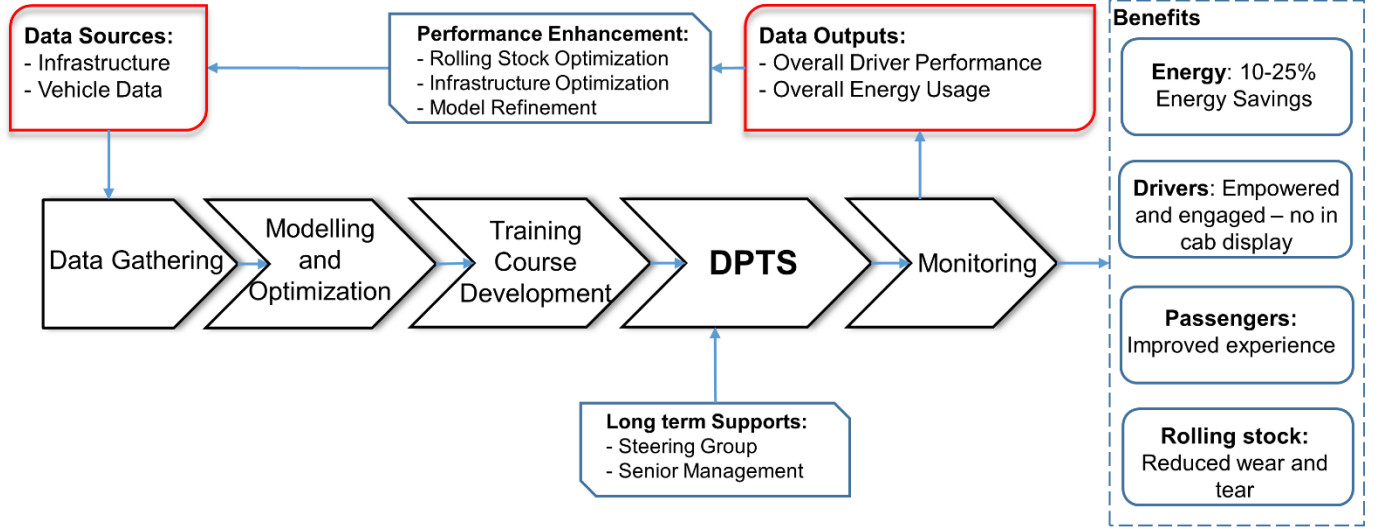 Data Sources:
- Infrastructure
- Vehicle Data
Performance Enhancement:
- Rolling Stock Optimization
- Infrastructure Optimization
- Model Refinement
Data Outputs:
- Overall Driver Performance
- Overall Energy Usage
Benefits
Energy: 10-25%
Energy Savings
Drivers: Empowered
and engaged – no in
cab display
Passengers:
Improved experience
Rolling stock:
Reduced wear and
tear
Data Gathering
Modelling
and
Optimization
Training
Course
Development
DPTS
Monitoring
Long term Supports:
- Steering Group
- Senior Management